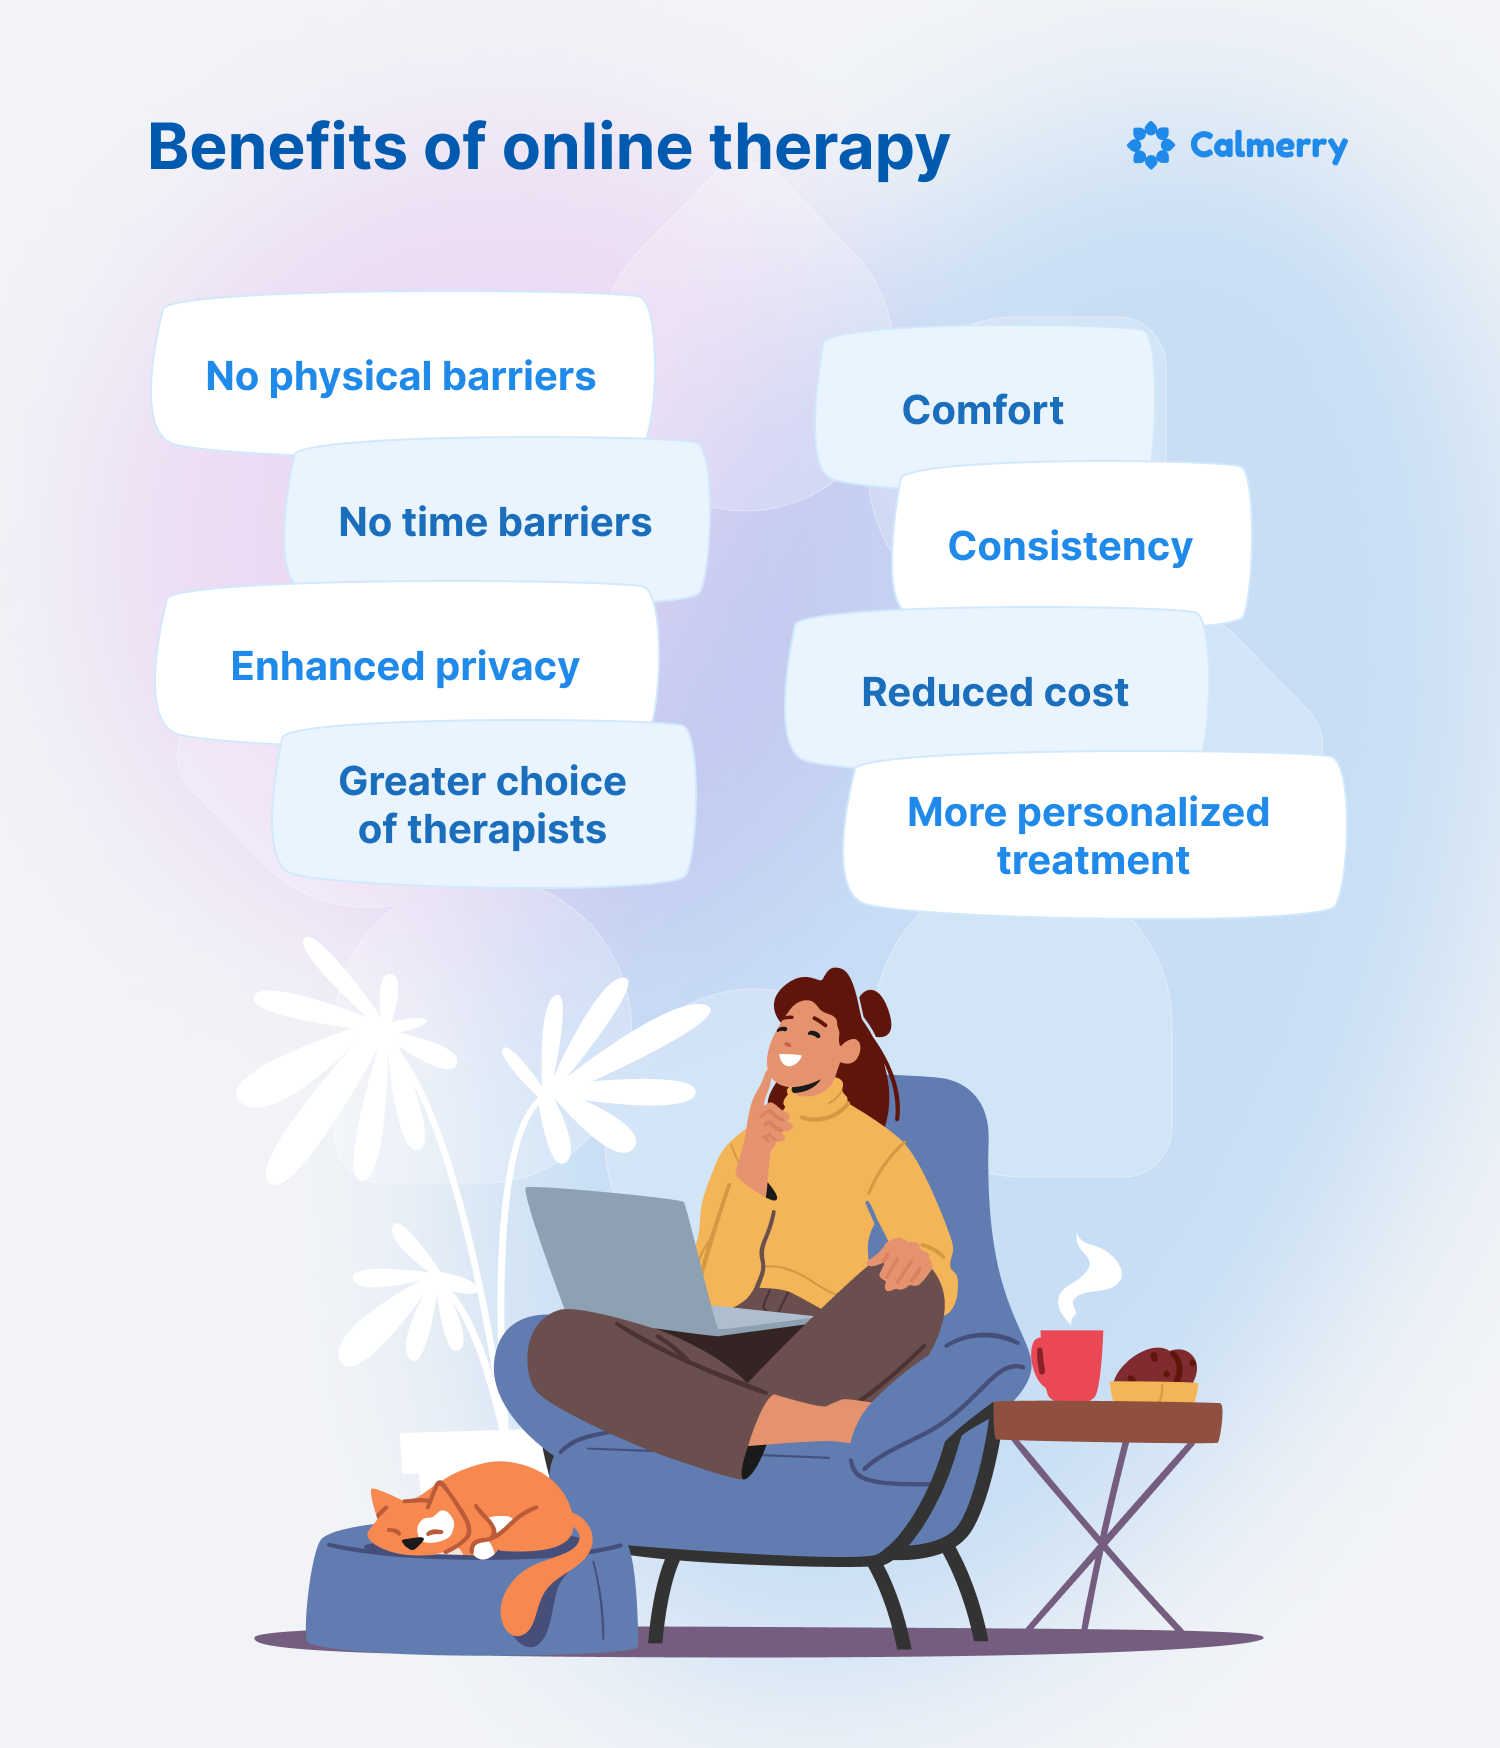 Benefits of online therapy
Calmerry
No physical barriers
No time barriers
Enhanced privacy
Greater choice
of therapists
Comfort
Consistency
Reduced cost
More personalized
treatment